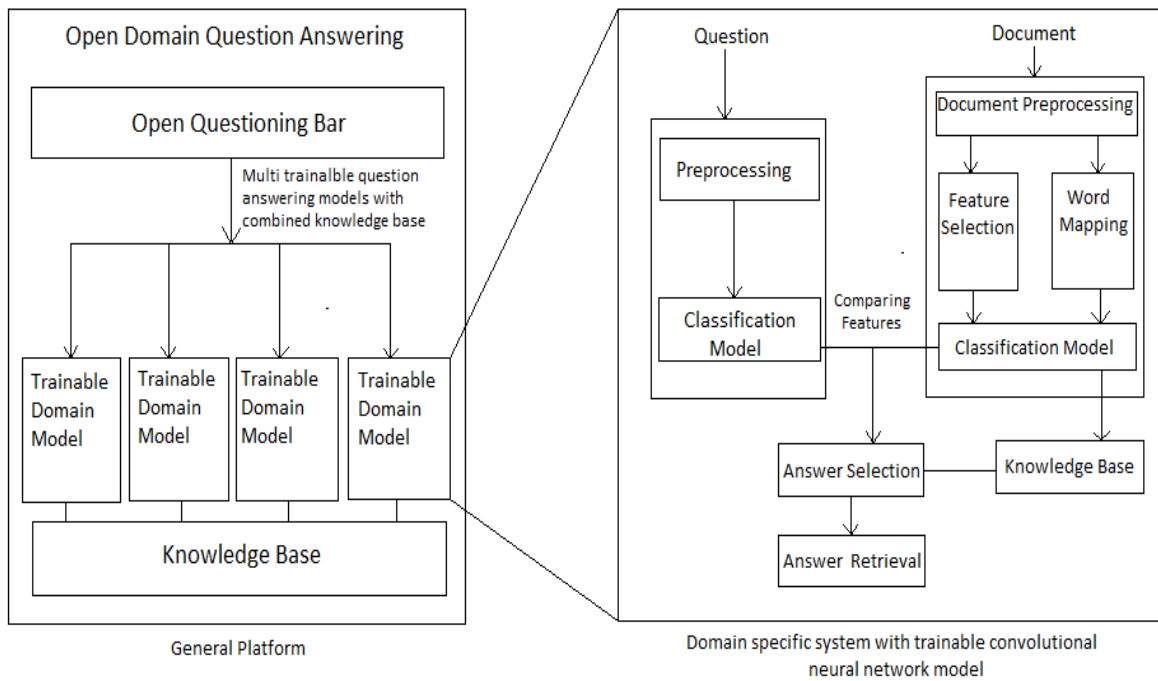 Open Domain Question Answering
Open Questioning Bar
Multi trainalble question
answering models with
combined knowledge base
Trainable
Domain
Model
Trainable
Domain
Model
Trainable
Domain
Model
Trainable
Domain
Model
Knowledge Base
General Platform
Question
Preprocessing
Classification
Model
Comparing
Features
Document
Document Preprocessing
Feature
Selection
Word
Mapping
Classification Model
Answer Selection
Knowledge Base
Answer Retrieval
Domain specific system with trainable convolutional
neural network model